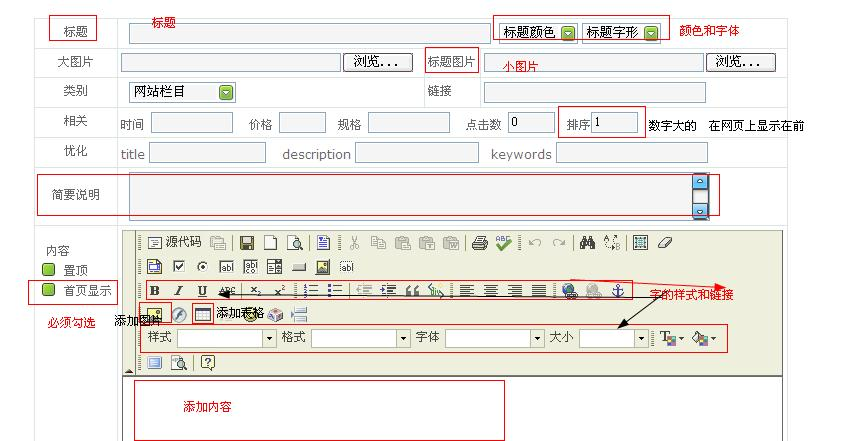 标题 标题 标题颜色 标题字形 颜色和字体
大图片 浏览... 标题图片 小图片 浏览...
类别 网站栏目 链接
相关 时间 价格 规格 点击数 0 排序 1 数字大的 在网页上显示在前
优化 title description keywords
简要说明
源代码
内容
置顶
首页显示 B I U ABC x₂ x² 字的样式和链接
必须勾选 添加图片 添加表格
样式 格式 字体 大小
添加内容